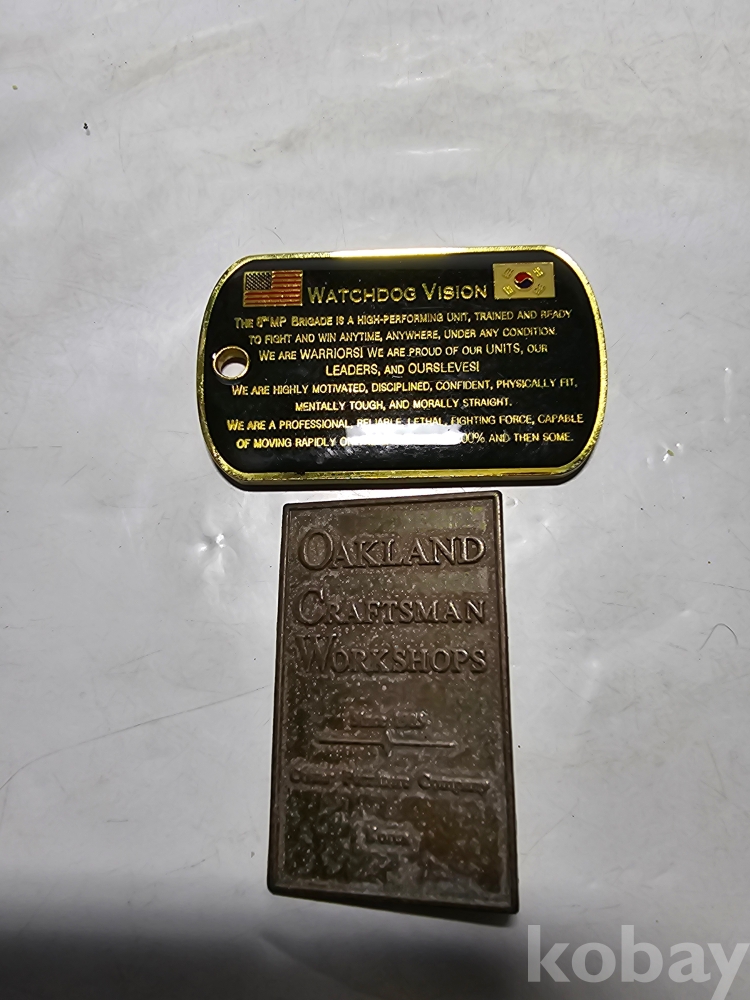 WATCHDOG VISION
THE 8TH MP BRIGADE IS A HIGH-PERFORMING UNIT, TRAINED AND READY
TO FIGHT AND WIN ANYTIME, ANYWHERE, UNDER ANY CONDITION.
WE ARE WARRIORS! WE ARE PROUD OF OUR UNITS, OUR
LEADERS, AND OURSLEVES!
WE ARE HIGHLY MOTIVATED, DISCIPLINED, CONFIDENT, PHYSICALLY FIT,
MENTALLY TOUGH, AND MORALLY STRAIGHT.
WE ARE A PROFESSIONAL, RELIABLE, LETHAL, FIGHTING FORCE, CAPABLE
OF MOVING RAPIDLY 00% AND THEN SOME.
OAKLAND
CRAFTSMAN
WORKSHOPS
Company
kobay